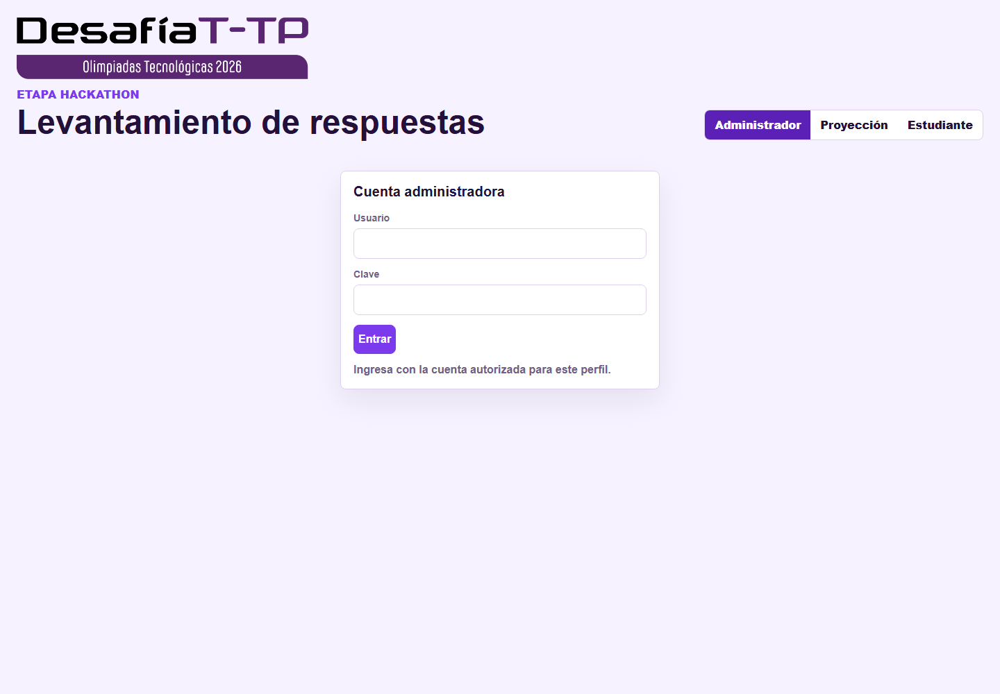 DesafíaT-TP
Olimpiadas Tecnológicas 2026
ETAPA HACKATHON
Levantamiento de respuestas
Administrador Proyección Estudiante
Cuenta administradora
Usuario
Clave
Entrar
Ingresa con la cuenta autorizada para este perfil.